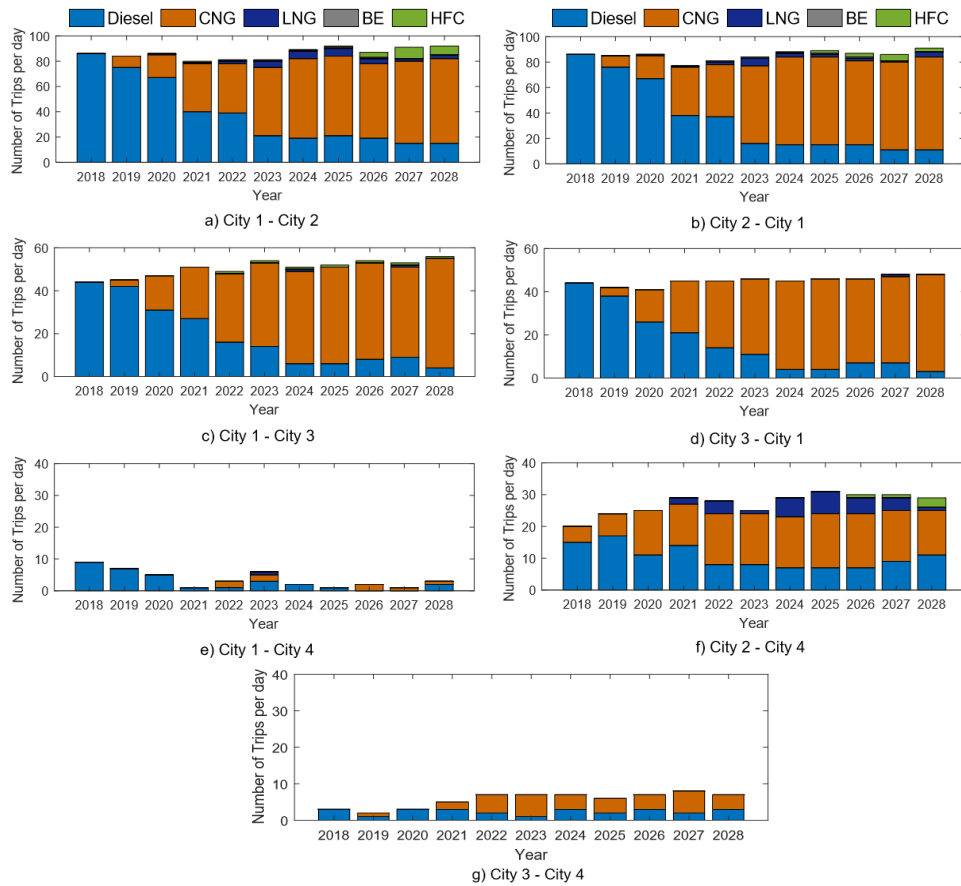 Diesel CNG LNG BE HFC
Diesel CNG LNG BE HFC
Number of Trips per day
100
80
60
40
20
0
2018 2019 2020 2021 2022 2023 2024 2025 2026 2027 2028
Year
a) City 1 - City 2
Number of Trips per day
100
80
60
40
20
0
2018 2019 2020 2021 2022 2023 2024 2025 2026 2027 2028
Year
b) City 2 - City 1
Number of Trips per day
60
40
20
0
2018 2019 2020 2021 2022 2023 2024 2025 2026 2027 2028
Year
c) City 1 - City 3
Number of Trips per day
60
40
20
0
2018 2019 2020 2021 2022 2023 2024 2025 2026 2027 2028
Year
d) City 3 - City 1
Number of Trips per day
40
30
20
10
0
2018 2019 2020 2021 2022 2023 2024 2025 2026 2027 2028
Year
e) City 1 - City 4
Number of Trips per day
40
30
20
10
0
2018 2019 2020 2021 2022 2023 2024 2025 2026 2027 2028
Year
f) City 2 - City 4
Number of Trips per day
40
30
20
10
0
2018 2019 2020 2021 2022 2023 2024 2025 2026 2027 2028
Year
g) City 3 - City 4